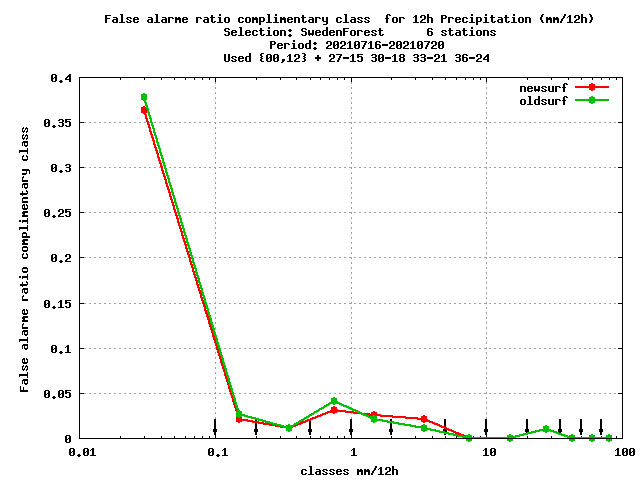 False alarme ratio complimentary class  for 12h Precipitation (mm/12h)
Selection: SwedenForest      6 stations
Period: 20210716-20210720
Used {00,12} + 27-15 30-18 33-21 36-24
newsurf
oldsurf
False alarme ratio complimentary class
0.4
0.35
0.3
0.25
0.2
0.15
0.1
0.05
0
0.01 0.1 1 10 100
classes mm/12h